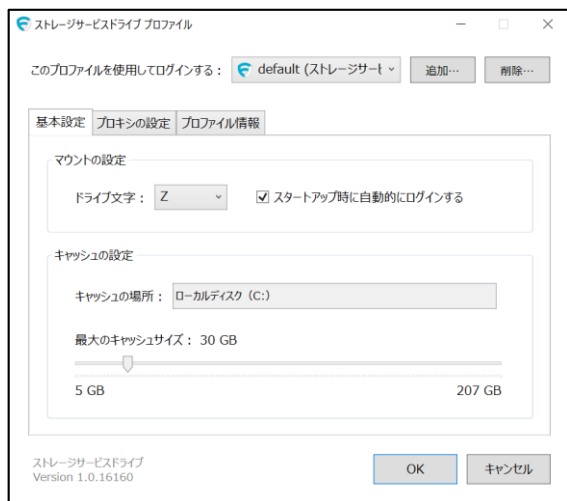 ストレージサービスドライブ プロファイル
このプロファイルを使用してログインする： default (ストレージサート 追加… 削除…
基本設定 プロキシの設定 プロファイル情報
マウントの設定
ドライブ文字： Z スタートアップ時に自動的にログインする
キャッシュの設定
キャッシュの場所： ローカルディスク (C:)
最大のキャッシュサイズ： 30 GB
5 GB 207 GB
ストレージサービスドライブ
Version 1.0.16160
OK キャンセル